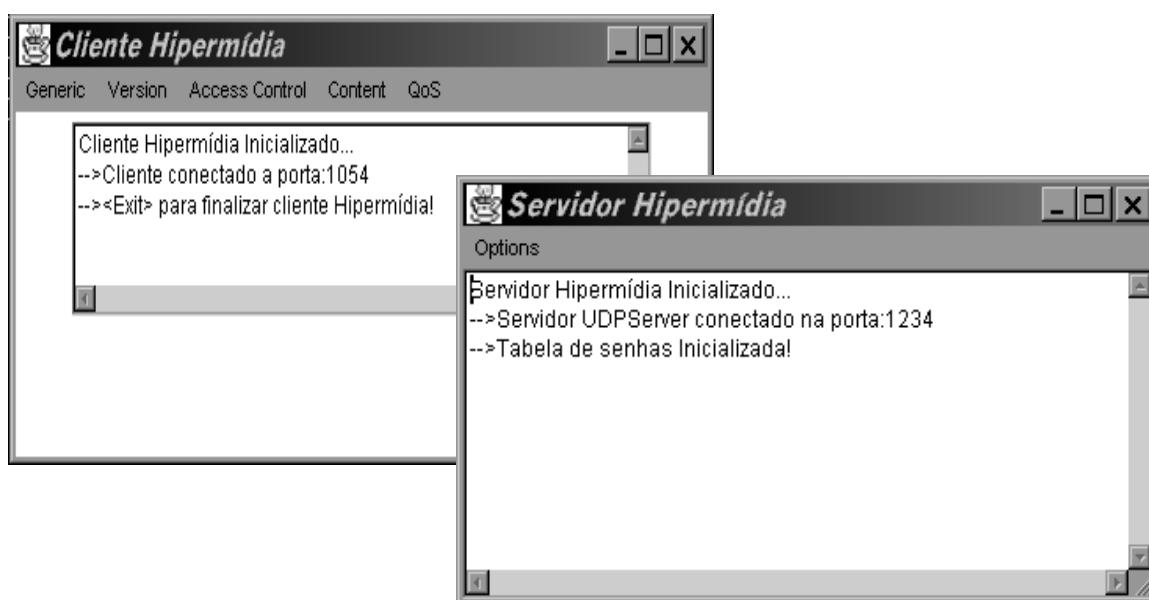 Cliente Hipermídia
Generic Version Access Control Content QoS
Cliente Hipermídia Inicializado...
-->Cliente conectado a porta:1054
--><Exit> para finalizar cliente Hipermídia!
Servidor Hipermídia
Options
Servidor Hipermídia Inicializado...
-->Servidor UDPServer conectado na porta:1234
-->Tabela de senhas Inicializada!